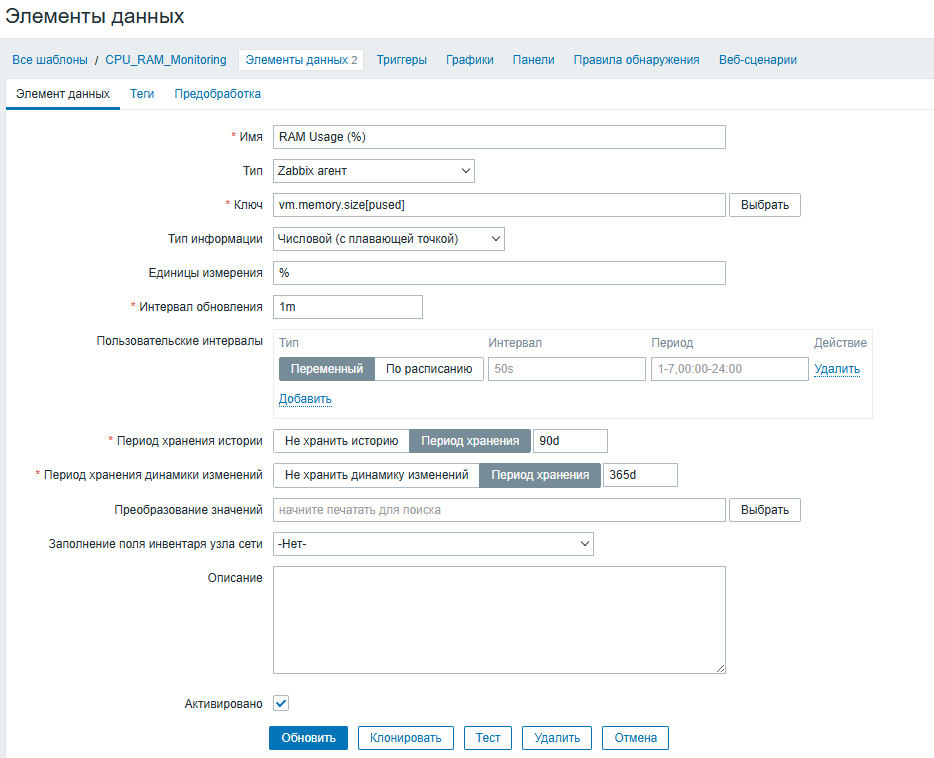 Элементы данных
Все шаблоны / CPU_RAM_Monitoring Элементы данных 2 Триггеры Графики Панели Правила обнаружения Веб-сценарии
Элемент данных Теги Предобработка
* Имя RAM Usage (%)
Тип Zabbix агент
* Ключ vm.memory.size[pused] Выбрать
Тип информации Числовой (с плавающей точкой)
Единицы измерения %
* Интервал обновления 1m
Пользовательские интервалы Тип Интервал Период Действие
Переменный По расписанию 50s 1-7,00:00-24:00 Удалить
Добавить
* Период хранения истории Не хранить историю Период хранения 90d
* Период хранения динамики изменений Не хранить динамику изменений Период хранения 365d
Преобразование значений начните печатать для поиска Выбрать
Заполнение поля инвентаря узла сети -Нет-
Описание
Активировано
Обновить Клонировать Тест Удалить Отмена